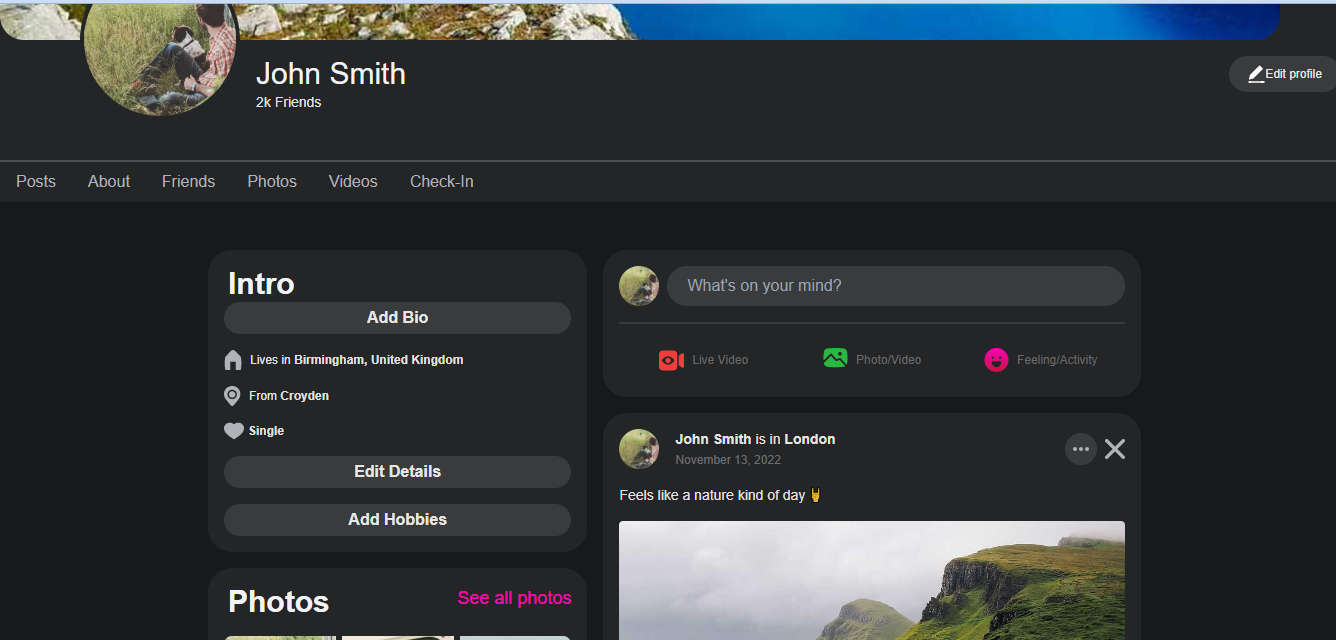 John Smith
2k Friends
Edit profile
Posts
About
Friends
Photos
Videos
Check-In
Intro
Add Bio
Lives in Birmingham, United Kingdom
From Croyden
Single
Edit Details
Add Hobbies
Photos
See all photos
What's on your mind?
Live Video
Photo/Video
Feeling/Activity
John Smith is in London
November 13, 2022
Feels like a nature kind of day 🤘